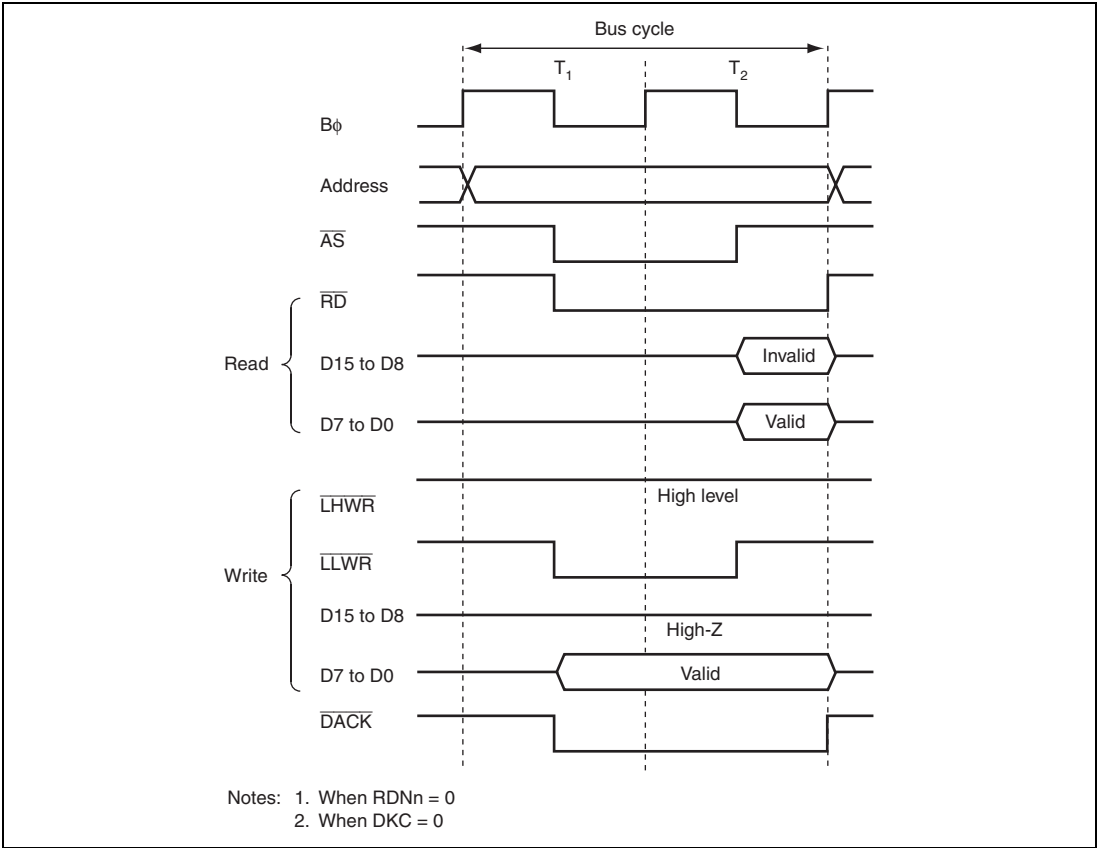 Bus cycle
T1 T2
Bφ
Address
AS
RD
Read
D15 to D8 Invalid
D7 to D0 Valid
LHWR High level
LLWR
Write
D15 to D8 High-Z
D7 to D0 Valid
DACK
Notes: 1. When RDNn = 0
2. When DKC = 0